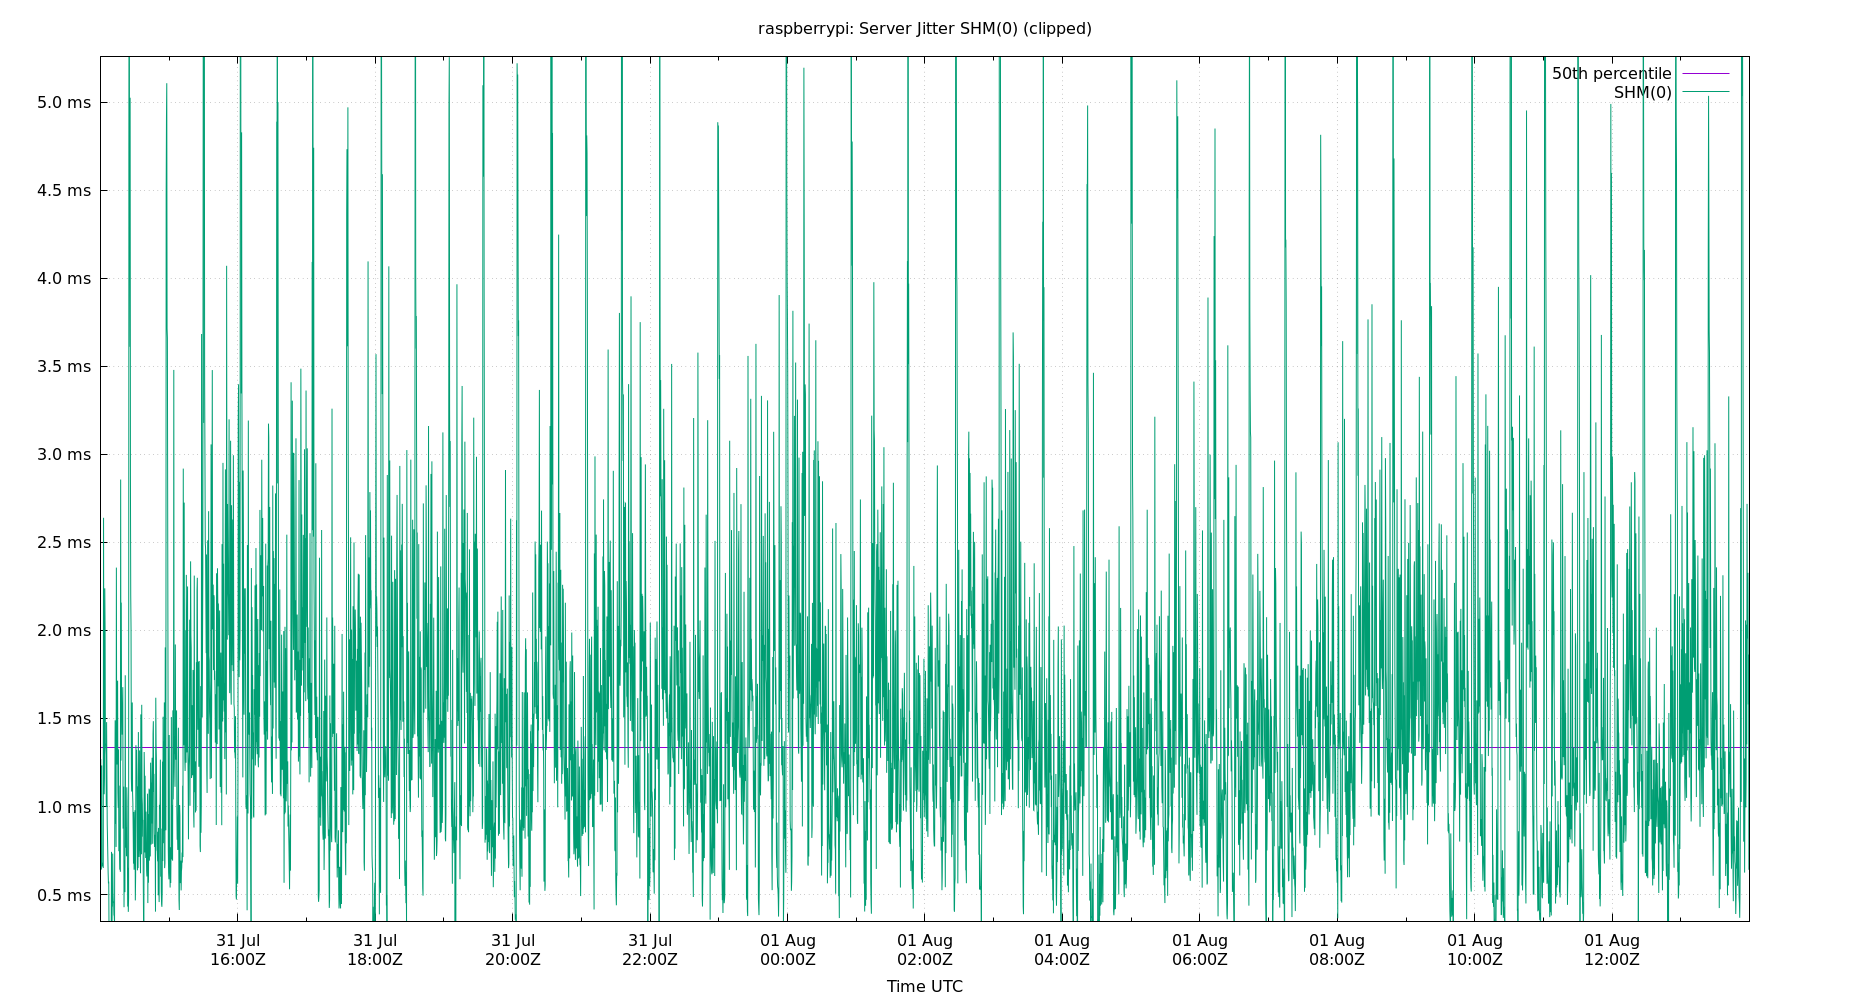 raspberrypi: Server Jitter SHM(0) (clipped)
50th percentile
SHM(0)
5.0 ms
4.5 ms
4.0 ms
3.5 ms
3.0 ms
2.5 ms
2.0 ms
1.5 ms
1.0 ms
0.5 ms
31 Jul 31 Jul 31 Jul 31 Jul 01 Aug 01 Aug 01 Aug 01 Aug 01 Aug 01 Aug 01 Aug
16:00Z 18:00Z 20:00Z 22:00Z 00:00Z 02:00Z 04:00Z 06:00Z 08:00Z 10:00Z 12:00Z
Time UTC